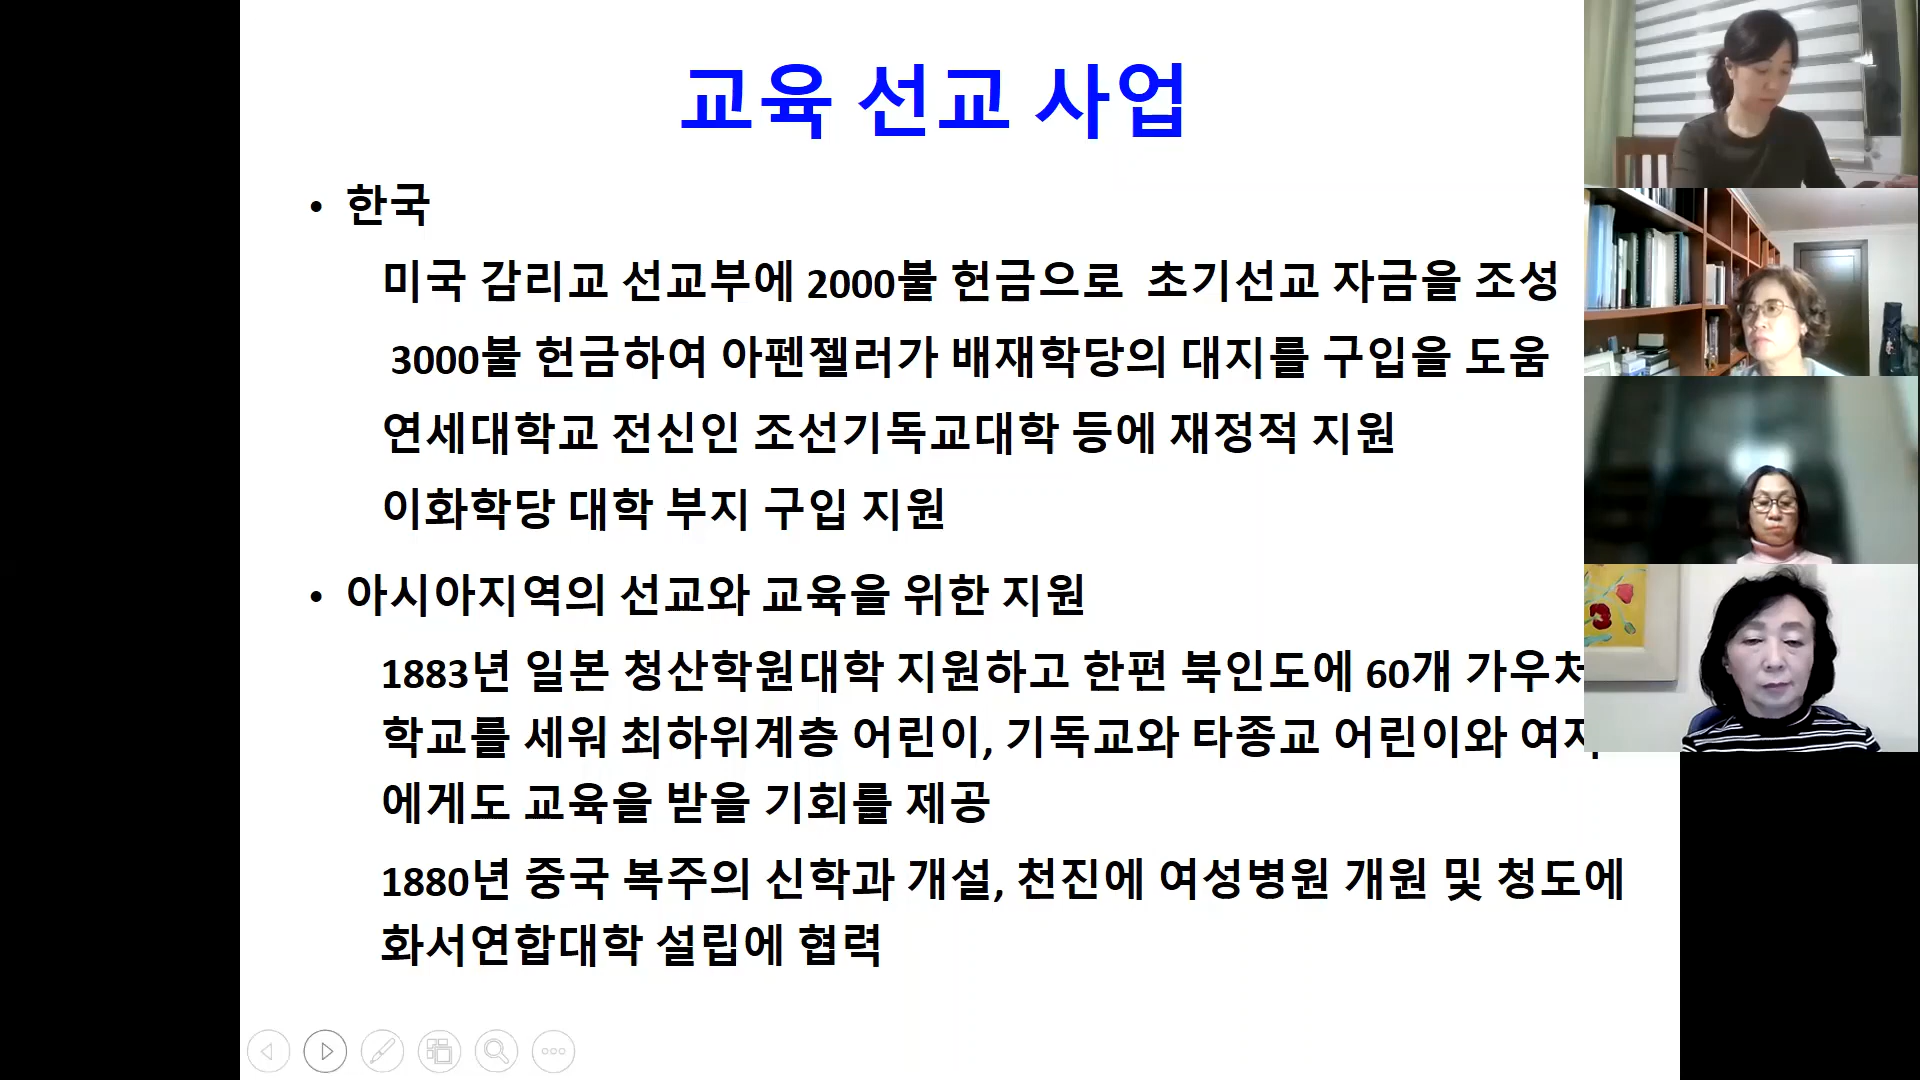 교육 선교 사업
• 한국
미국 감리교 선교부에 2000불 헌금으로 초기선교 자금을 조성
3000불 헌금하여 아펜젤러가 배재학당의 대지를 구입을 도움
연세대학교 전신인 조선기독교대학 등에 재정적 지원
이화학당 대학 부지 구입 지원
• 아시아지역의 선교와 교육을 위한 지원
1883년 일본 청산학원대학 지원하고 한편 북인도에 60개
학교를 세워 최하위계층 어린이, 기독교와 타종교 어린이와
에게도 교육을 받을 기회를 제공
1880년 중국 복주의 신학과 개설, 천진에 여성병원 개원 및 청도에
화서연합대학 설립에 협력